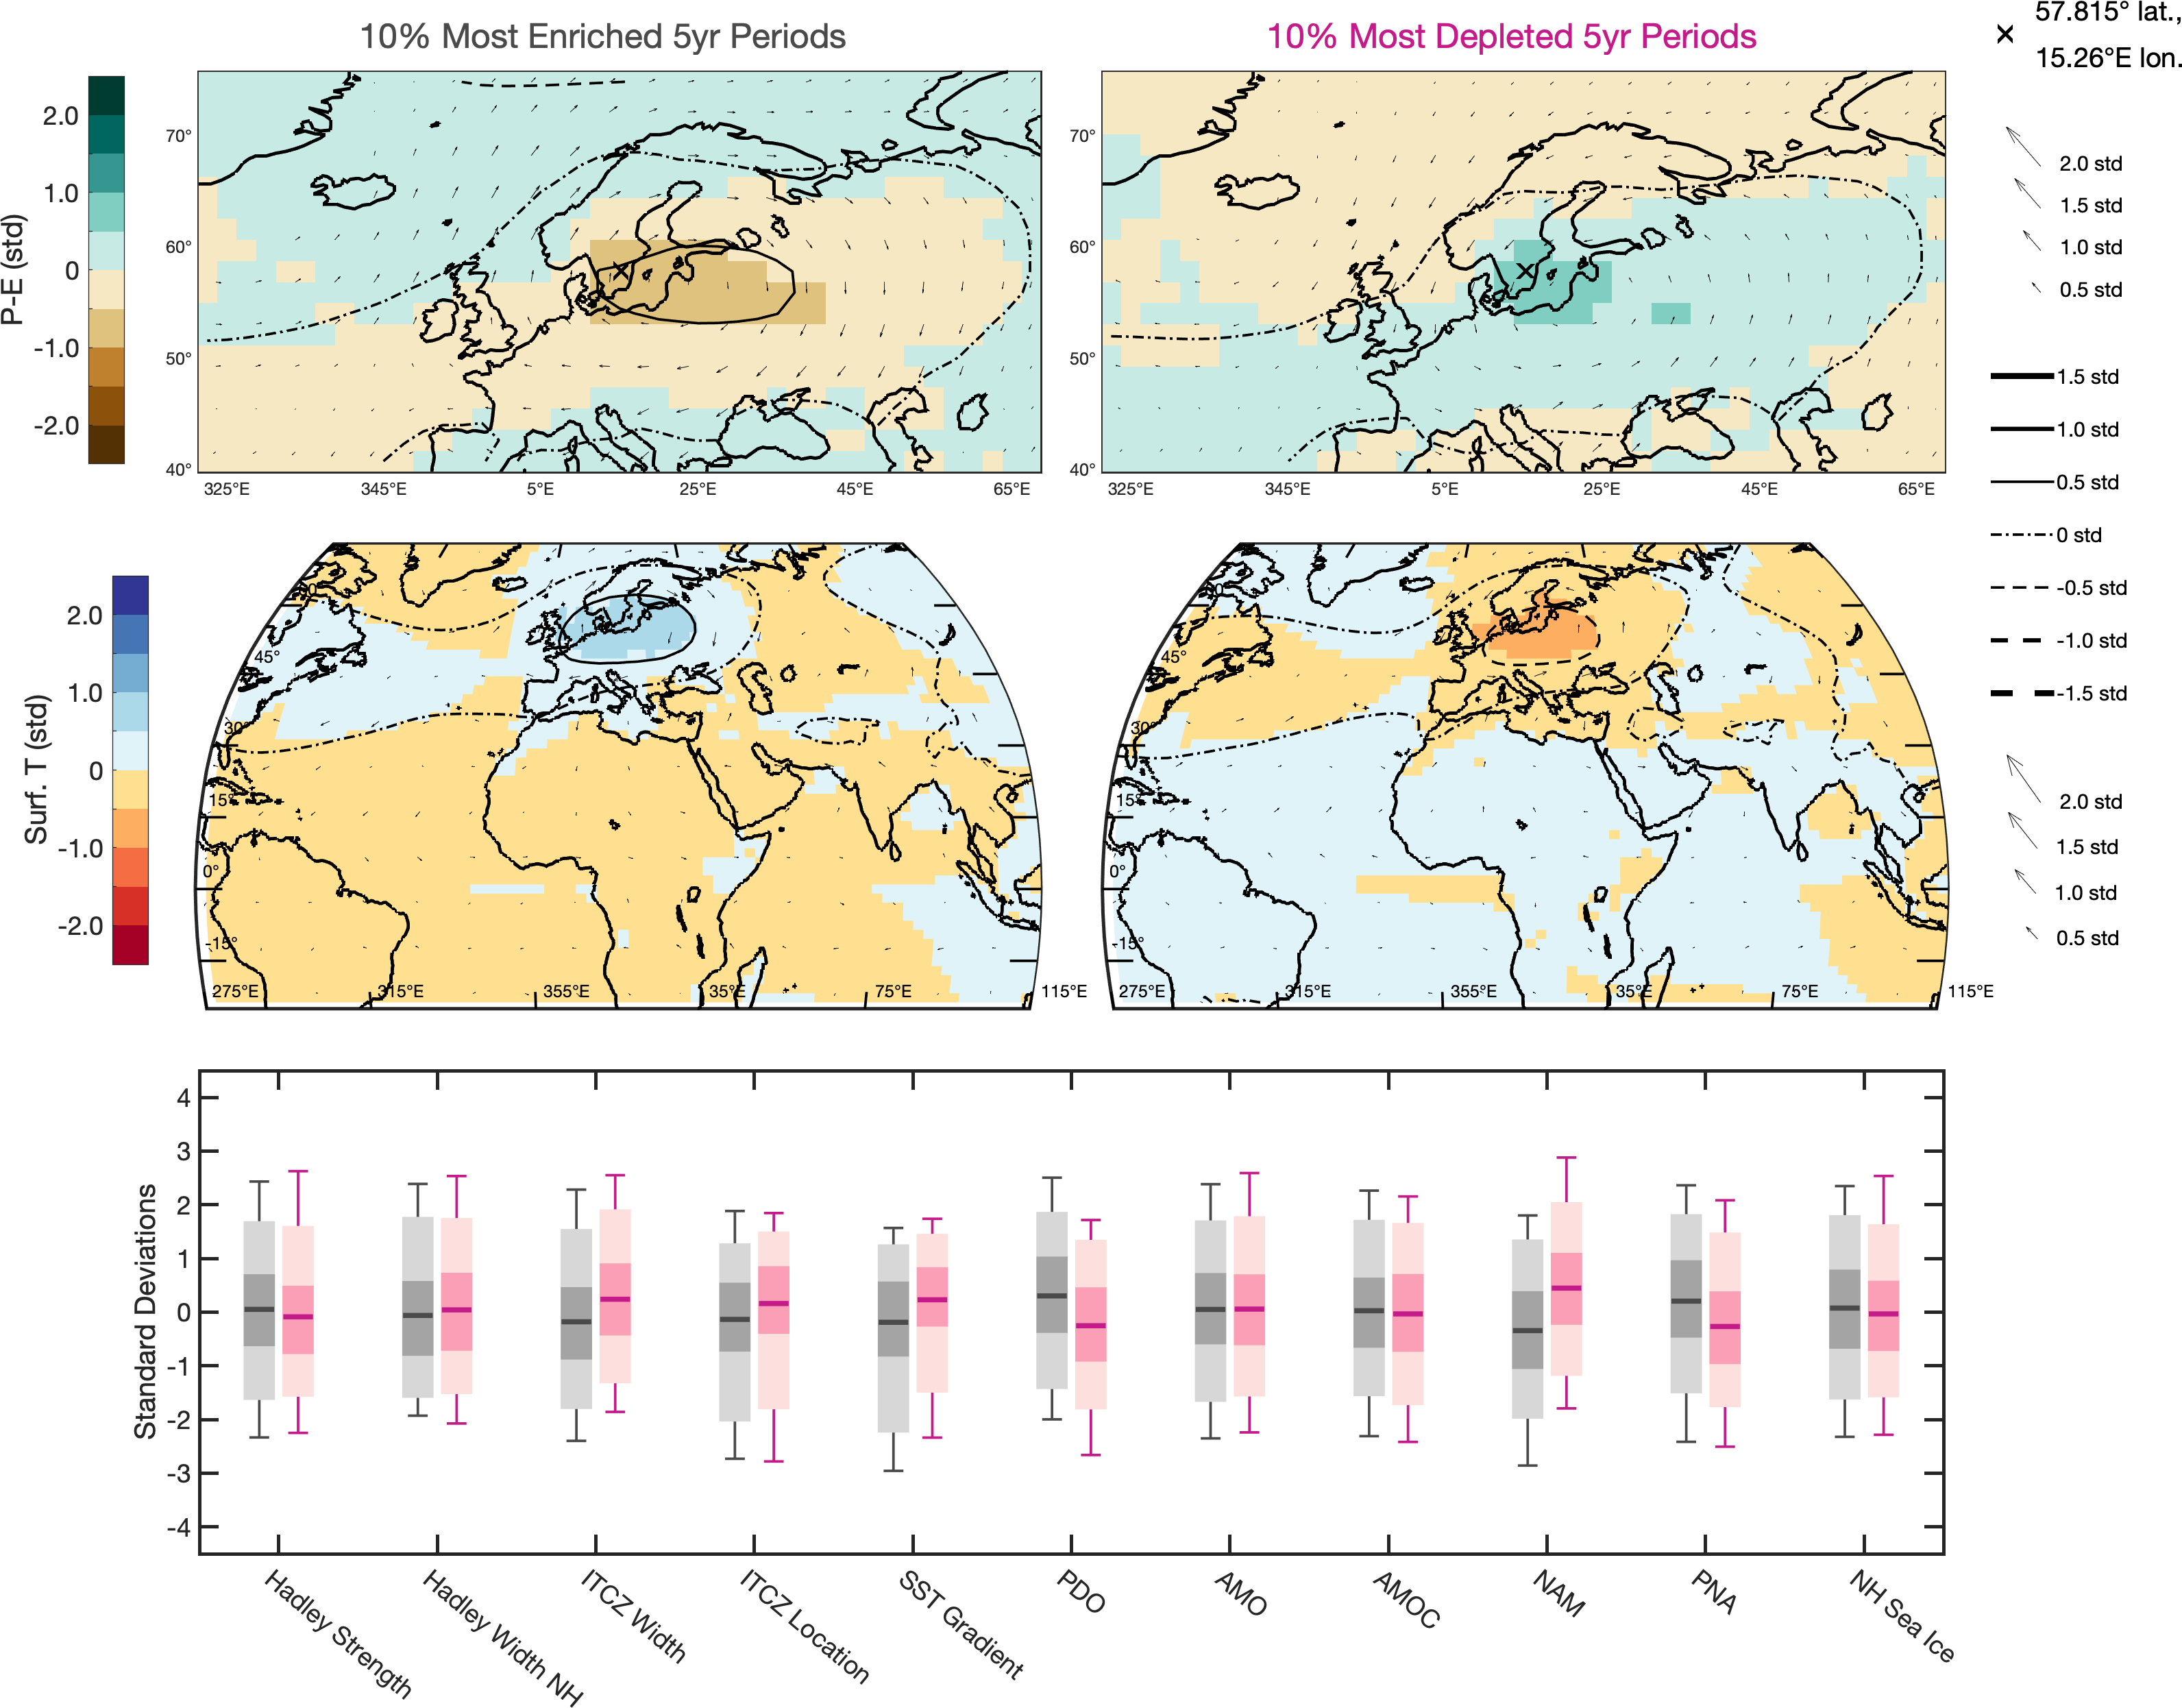 10% Most Enriched 5yr Periods
10% Most Depleted 5yr Periods
57.815° lat.,
15.26°E lon.
P-E (std)
2.0
1.0
0
-1.0
-2.0
70°
60°
50°
40°
325°E 345°E 5°E 25°E 45°E 65°E
70°
60°
50°
40°
325°E 345°E 5°E 25°E 45°E 65°E
2.0 std
1.5 std
1.0 std
0.5 std
1.5 std
1.0 std
0.5 std
0 std
-0.5 std
-1.0 std
-1.5 std
Surf. T (std)
2.0
1.0
0
-1.0
-2.0
45°
30°
15°
0°
-15°
275°E 315°E 355°E 35°E 75°E 115°E
45°
30°
15°
0°
-15°
275°E 315°E 355°E 35°E 75°E 115°E
2.0 std
1.5 std
1.0 std
0.5 std
Standard Deviations
4
3
2
1
0
-1
-2
-3
-4
Hadley Strength
Hadley Width NH
ITCZ Width
ITCZ Location
SST Gradient
PDO
AMO
AMOC
NAM
PNA
NH Sea Ice